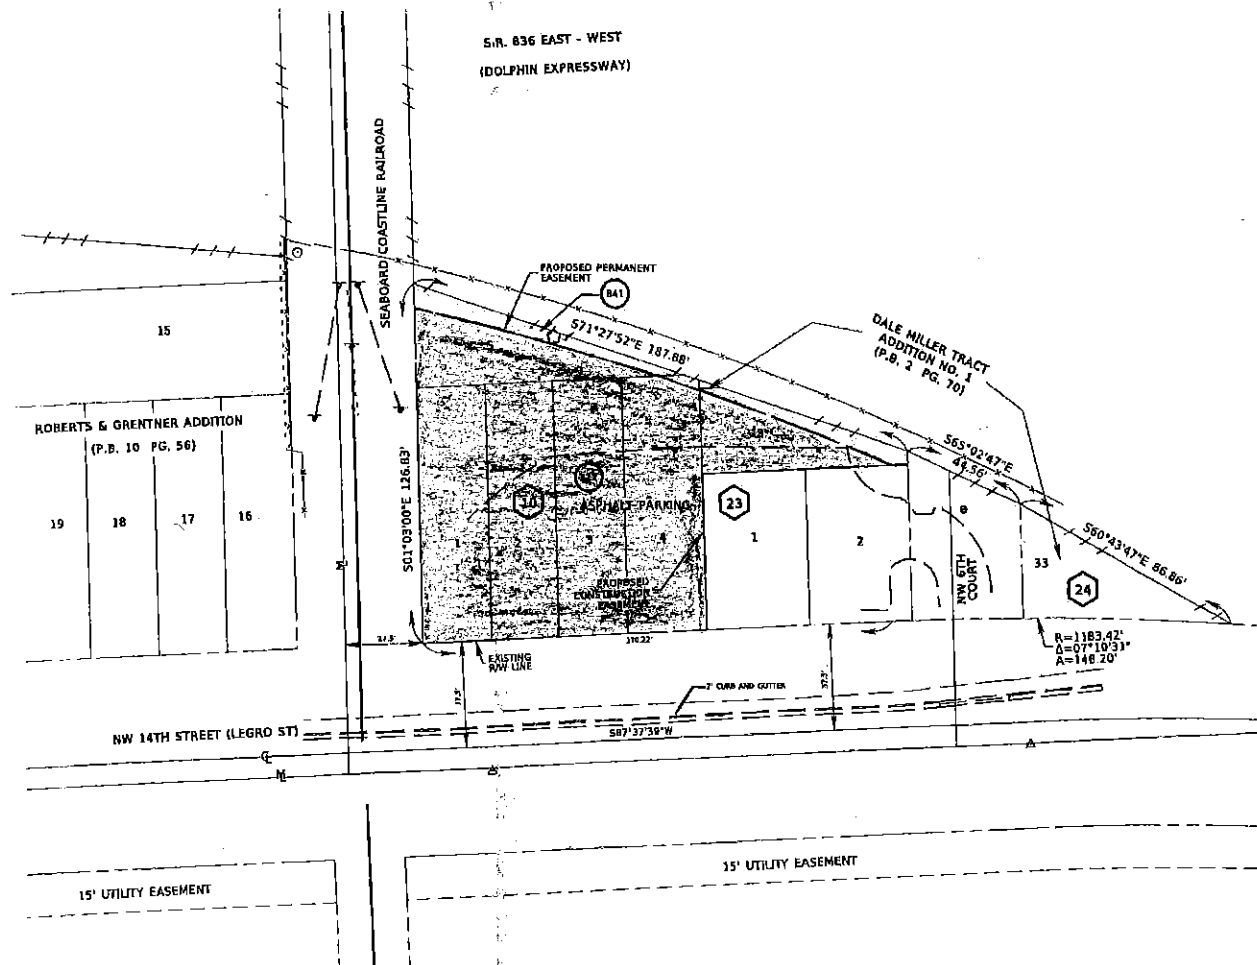 S.R. 836 EAST - WEST
(DOLPHIN EXPRESSWAY)
SEABOARD COASTLINE RAILROAD
PROPOSED PERMANENT
EASEMENT
841
S71°27'52"E 187.88'
DALE MILLER TRACT
ADDITION NO. 1
(P.B. 2 PG. 70)
15
ROBERTS & GRENTNER ADDITION
(P.B. 10 PG. 56)
S65°02'47"E
44.56'
S01°03'00"E 126.83'
19
18
17
16
10
ASPHALT PARKING
23
1
2
3
4
1
2
8
NW 6TH
COURT
33
S60°43'47"E 86.86'
24
PROPOSED
CONSTRUCTION
EASEMENT
EXISTING
R/W LINE
R=1183.42'
Δ=07°10'31"
A=148.20'
37.5'
2' CURB AND GUTTER
NW 14TH STREET (LEGRO ST)
S87°37'39"W
15' UTILITY EASEMENT
15' UTILITY EASEMENT